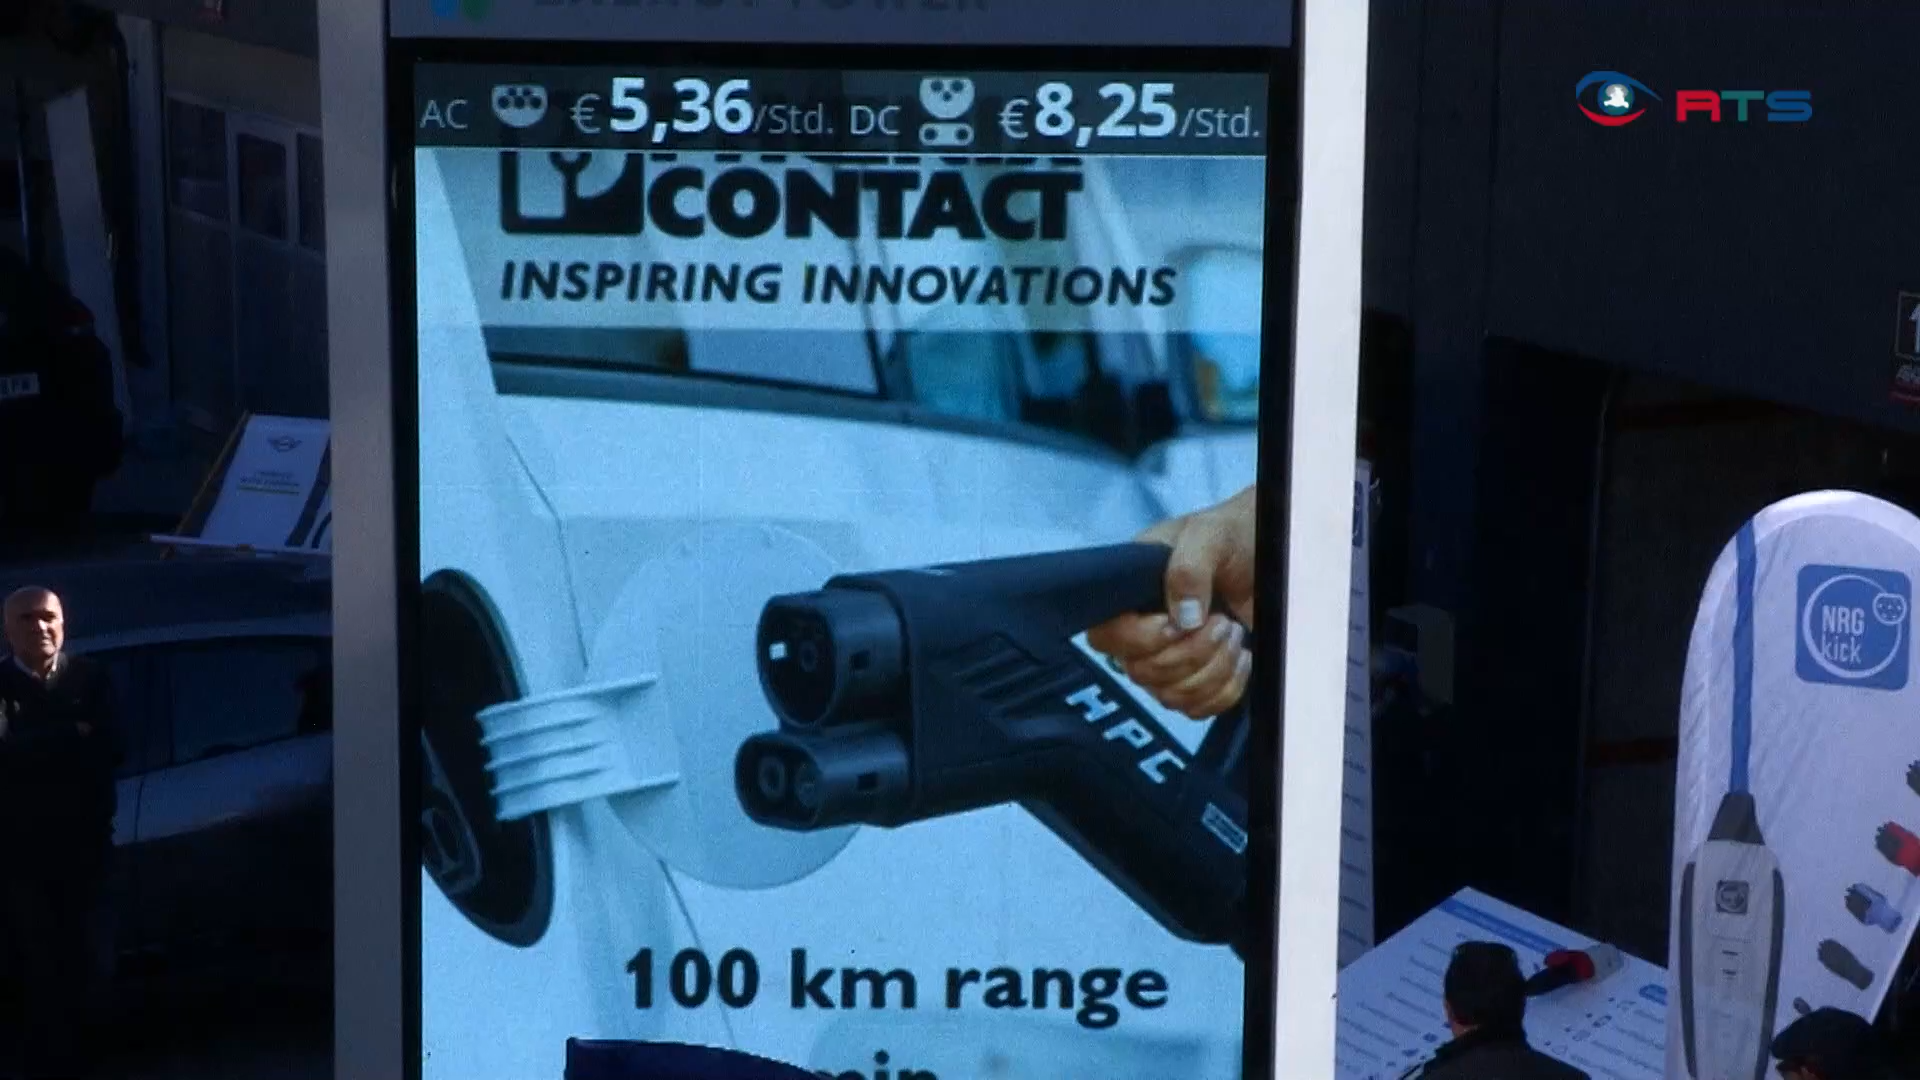 AC €5,36/Std. DC €8,25/Std.
RTS
CONTACT
INSPIRING INNOVATIONS
HPC
NRG
kick
100 km range